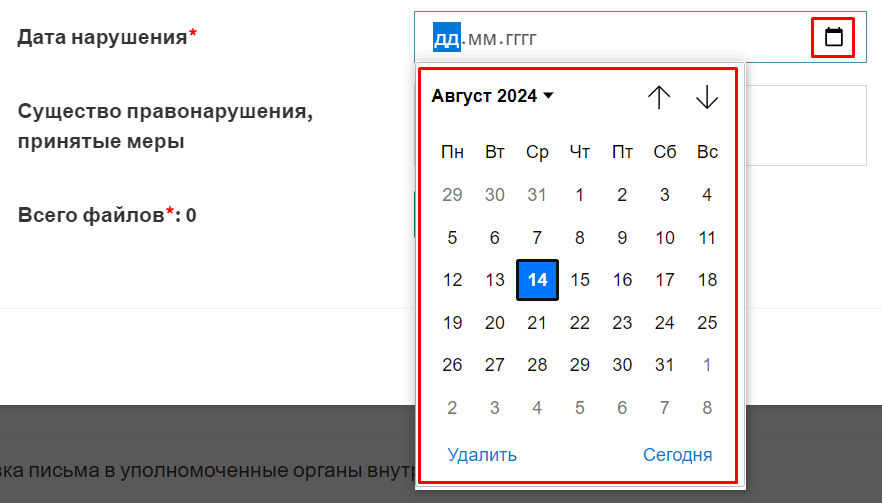 Дата нарушения*
дд.мм.гггг
Август 2024
Существо правонарушения,
принятые меры
Всего файлов*: 0
Пн Вт Ср Чт Пт Сб Вс
29 30 31 1 2 3 4
5 6 7 8 9 10 11
12 13 14 15 16 17 18
19 20 21 22 23 24 25
26 27 28 29 30 31 1
2 3 4 5 6 7 8
Удалить Сегодня
письма в уполномоченные органы